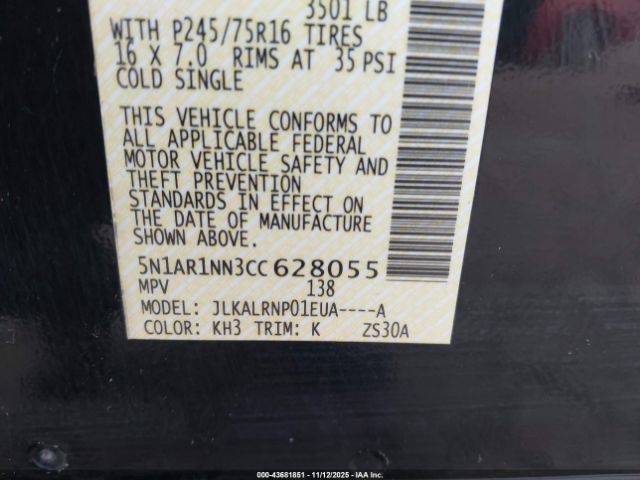 3501 LB
WITH P245/75R16 TIRES
16 X 7.0 RIMS AT 35 PSI
COLD SINGLE
THIS VEHICLE CONFORMS TO
ALL APPLICABLE FEDERAL
MOTOR VEHICLE SAFETY AND
THEFT PREVENTION
STANDARDS IN EFFECT ON
THE DATE OF MANUFACTURE
SHOWN ABOVE.
5N1AR1NN3CC628055
MPV 138
MODEL: JLKALRNP01EUA----A
COLOR: KH3 TRIM: K ZS30A
000-43681851 - 11/12/2025 - IAA Inc.